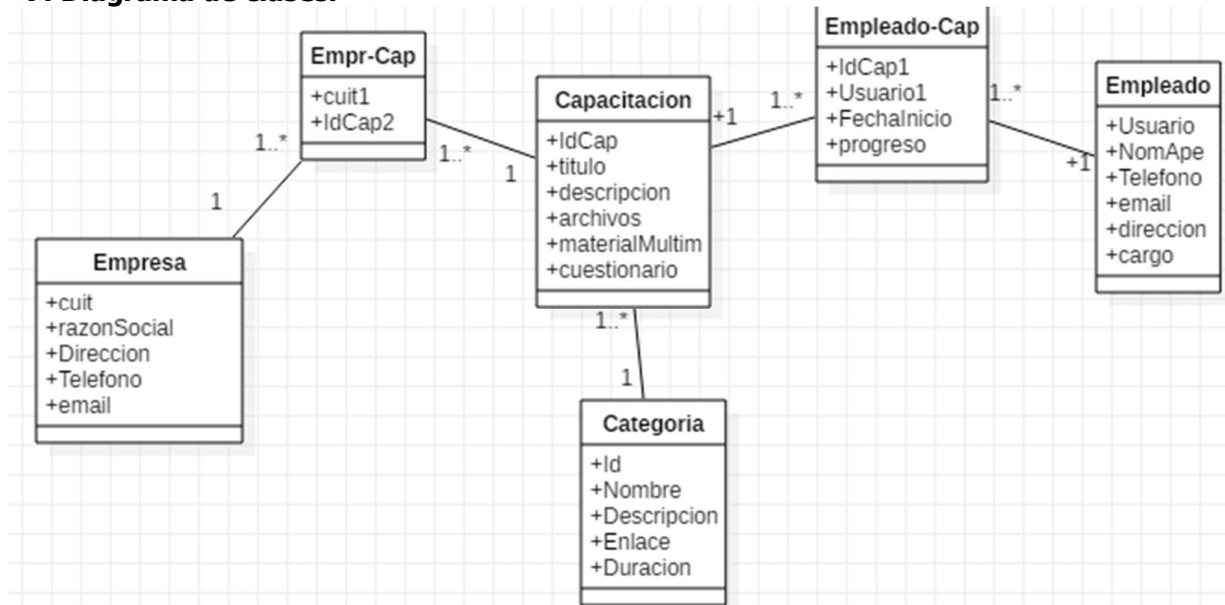 Empr-Cap
+cuit1
+IdCap2
1..*
1
1..*
1
Empresa
+cuit
+razonSocial
+Direccion
+Telefono
+email
Capacitacion
+IdCap
+titulo
+descripcion
+archivos
+materialMultim
+cuestionario
+1
1..*
Empleado-Cap
+IdCap1
+Usuario1
+FechaInicio
+progreso
1..*
+1
Empleado
+Usuario
+NomApe
+Telefono
+email
+direccion
+cargo
1..*
1
Categoria
+Id
+Nombre
+Descripcion
+Enlace
+Duracion